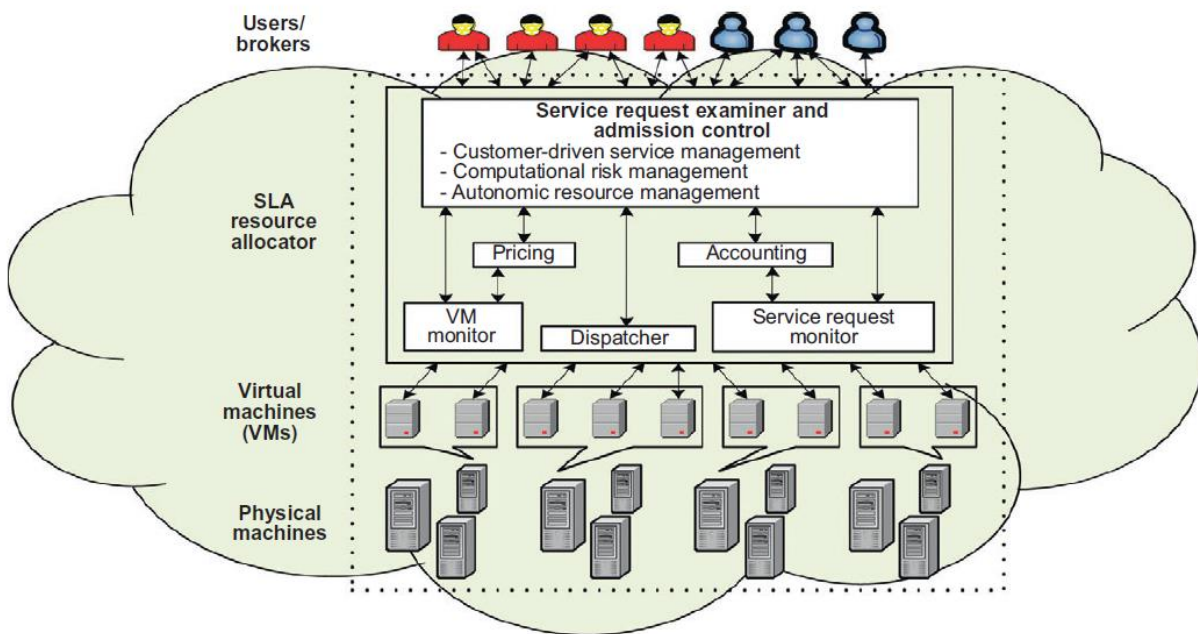 Users/
brokers
Service request examiner and
admission control
- Customer-driven service management
- Computational risk management
- Autonomic resource management
SLA
resource
allocator
Pricing
Accounting
VM
monitor
Dispatcher
Service request
monitor
Virtual
machines
(VMs)
Physical
machines